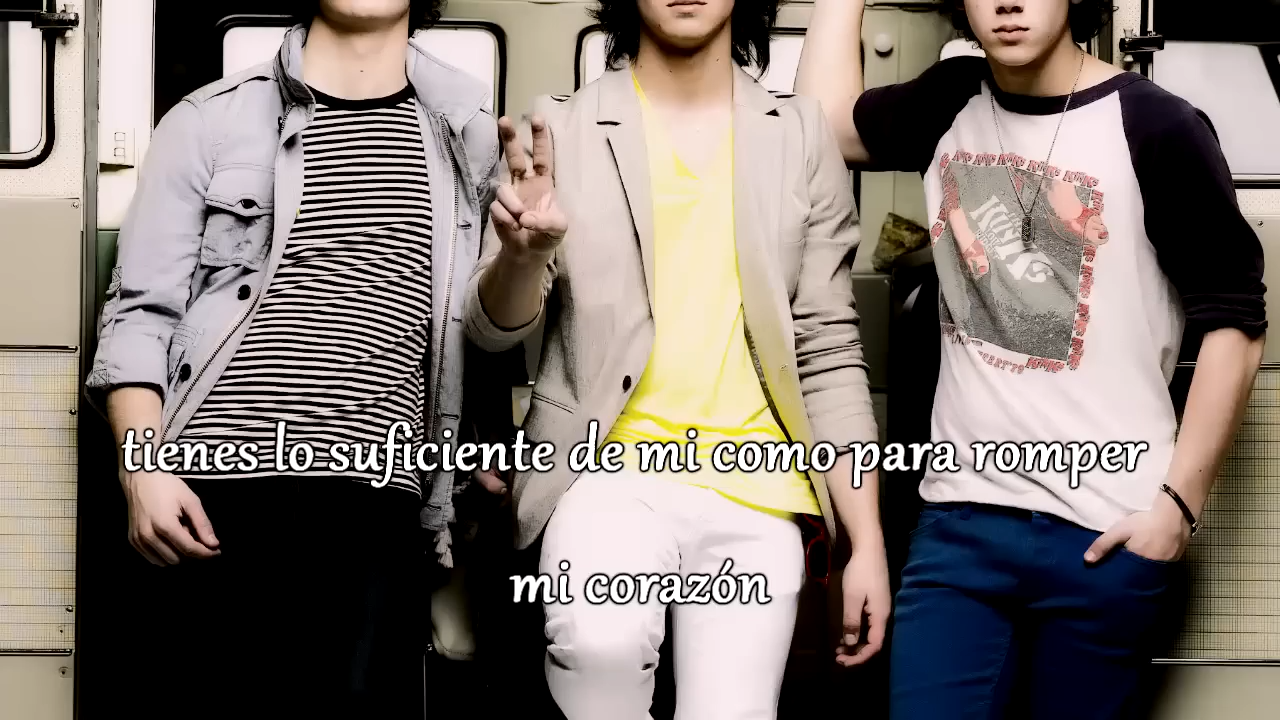 tienes lo suficiente de mi como para romper
mi corazón